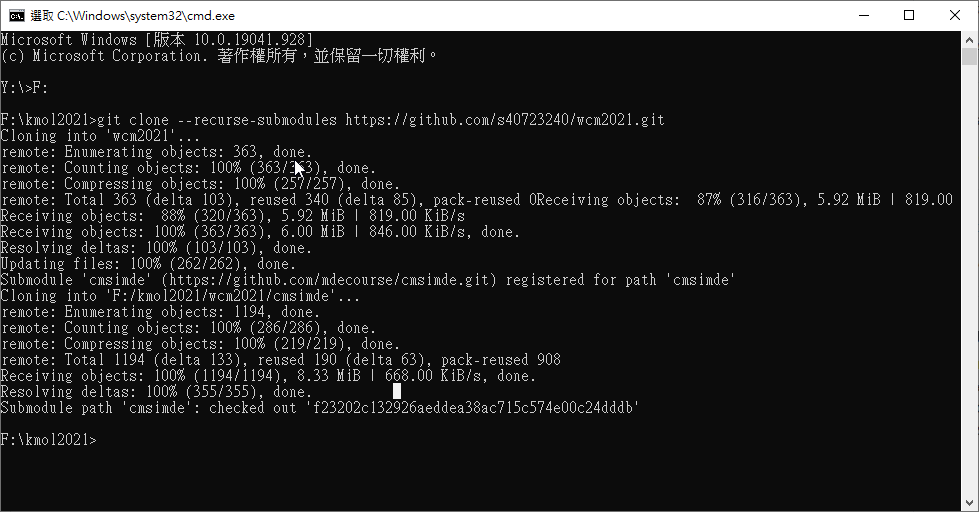 選取 C:\Windows\system32\cmd.exe
Microsoft Windows [版本 10.0.19041.928]
(c) Microsoft Corporation. 著作權所有，並保留一切權利。
Y:\>F:
F:\kmol2021>git clone --recurse-submodules https://github.com/s40723240/wcm2021.git
Cloning into 'wcm2021'...
remote: Enumerating objects: 363, done.
remote: Counting objects: 100% (363/363), done.
remote: Compressing objects: 100% (257/257), done.
remote: Total 363 (delta 103), reused 340 (delta 85), pack-reused 0Receiving objects:  87% (316/363), 5.92 MiB | 819.00
Receiving objects:  88% (320/363), 5.92 MiB | 819.00 KiB/s
Receiving objects: 100% (363/363), 6.00 MiB | 846.00 KiB/s, done.
Resolving deltas: 100% (103/103), done.
Updating files: 100% (262/262), done.
Submodule 'cmsimde' (https://github.com/mdecourse/cmsimde.git) registered for path 'cmsimde'
Cloning into 'F:/kmol2021/wcm2021/cmsimde'...
remote: Enumerating objects: 1194, done.
remote: Counting objects: 100% (286/286), done.
remote: Compressing objects: 100% (219/219), done.
remote: Total 1194 (delta 133), reused 190 (delta 63), pack-reused 908
Receiving objects: 100% (1194/1194), 8.33 MiB | 668.00 KiB/s, done.
Resolving deltas: 100% (355/355), done.
Submodule path 'cmsimde': checked out 'f23202c132926aeddea38ac715c574e00c24dddb'
F:\kmol2021>